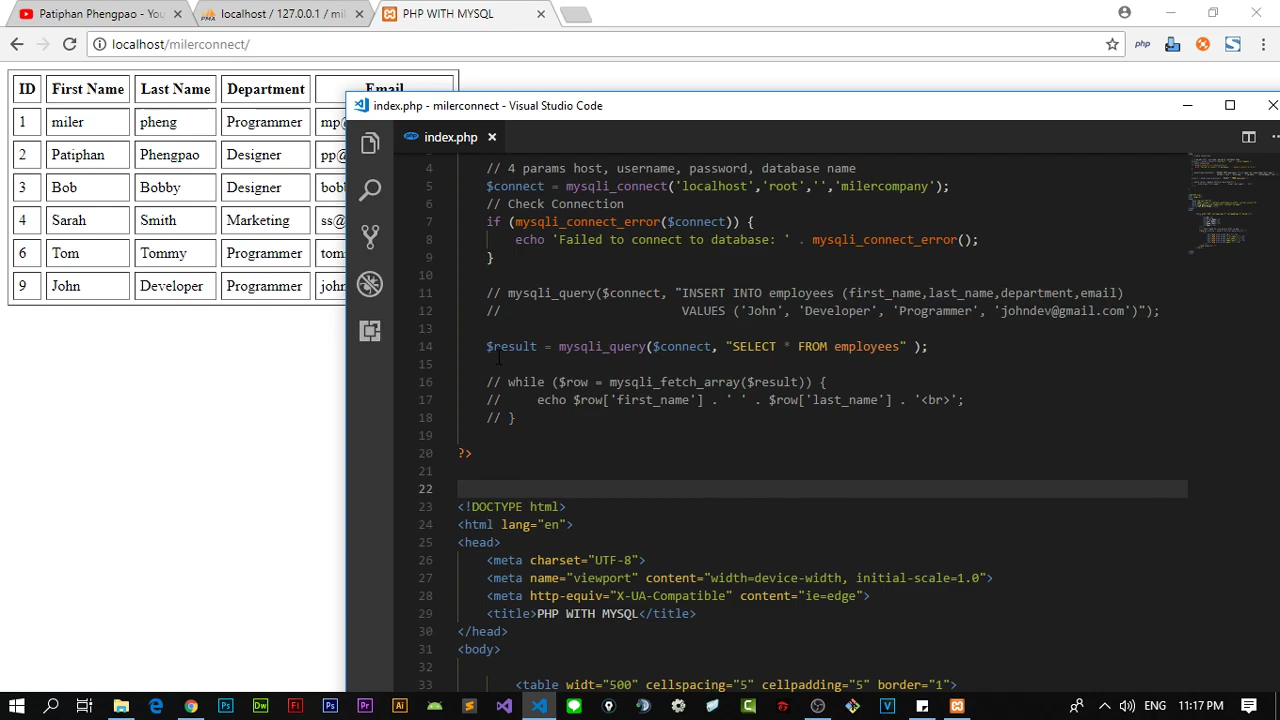 Patiphan Phengpao - You
localhost / 127.0.0.1 / mil
PHP WITH MYSQL
localhost/milerconnect/
php
ID First Name Last Name Department Email
1 miler pheng Programmer mp@
2 Patiphan Phengpao Designer pp@
3 Bob Bobby Designer bobb
4 Sarah Smith Marketing ss@
6 Tom Tommy Programmer tom
9 John Developer Programmer john
index.php - milerconnect - Visual Studio Code
index.php
4 // 4 params host, username, password, database name
5 $connect = mysqli_connect('localhost','root','','milercompany');
6 // Check Connection
7 if (mysqli_connect_error($connect)) {
8 echo 'Failed to connect to database: ' . mysqli_connect_error();
9 }
10
11 // mysqli_query($connect, "INSERT INTO employees (first_name,last_name,department,email)
12 // VALUES ('John', 'Developer', 'Programmer', 'johndev@gmail.com')");
13
14 $result = mysqli_query($connect, "SELECT * FROM employees" );
15
16 // while ($row = mysqli_fetch_array($result)) {
17 // echo $row['first_name'] . ' ' . $row['last_name'] . '<br>';
18 // }
19
20 ?>
21
22
23 <!DOCTYPE html>
24 <html lang="en">
25 <head>
26 <meta charset="UTF-8">
27 <meta name="viewport" content="width=device-width, initial-scale=1.0">
28 <meta http-equiv="X-UA-Compatible" content="ie=edge">
29 <title>PHP WITH MYSQL</title>
30 </head>
31 <body>
32
33 <table widt="500" cellspacing="5" cellpadding="5" border="1">
11:17 PM